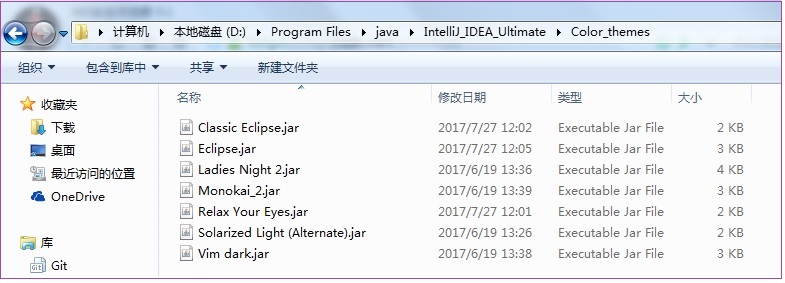 计算机 本地磁盘 (D:) Program Files java IntelliJ_IDEA_Ultimate Color_themes
组织 包含到库中 共享 新建文件夹
收藏夹
下载
桌面
最近访问的位置
OneDrive
库
Git
名称 修改日期 类型 大小
Classic Eclipse.jar 2017/7/27 12:02 Executable Jar File 2 KB
Eclipse.jar 2017/7/27 12:05 Executable Jar File 3 KB
Ladies Night 2.jar 2017/6/19 13:36 Executable Jar File 4 KB
Monokai_2.jar 2017/6/19 13:39 Executable Jar File 3 KB
Relax Your Eyes.jar 2017/7/27 12:01 Executable Jar File 2 KB
Solarized Light (Alternate).jar 2017/6/19 13:26 Executable Jar File 2 KB
Vim dark.jar 2017/6/19 13:38 Executable Jar File 3 KB